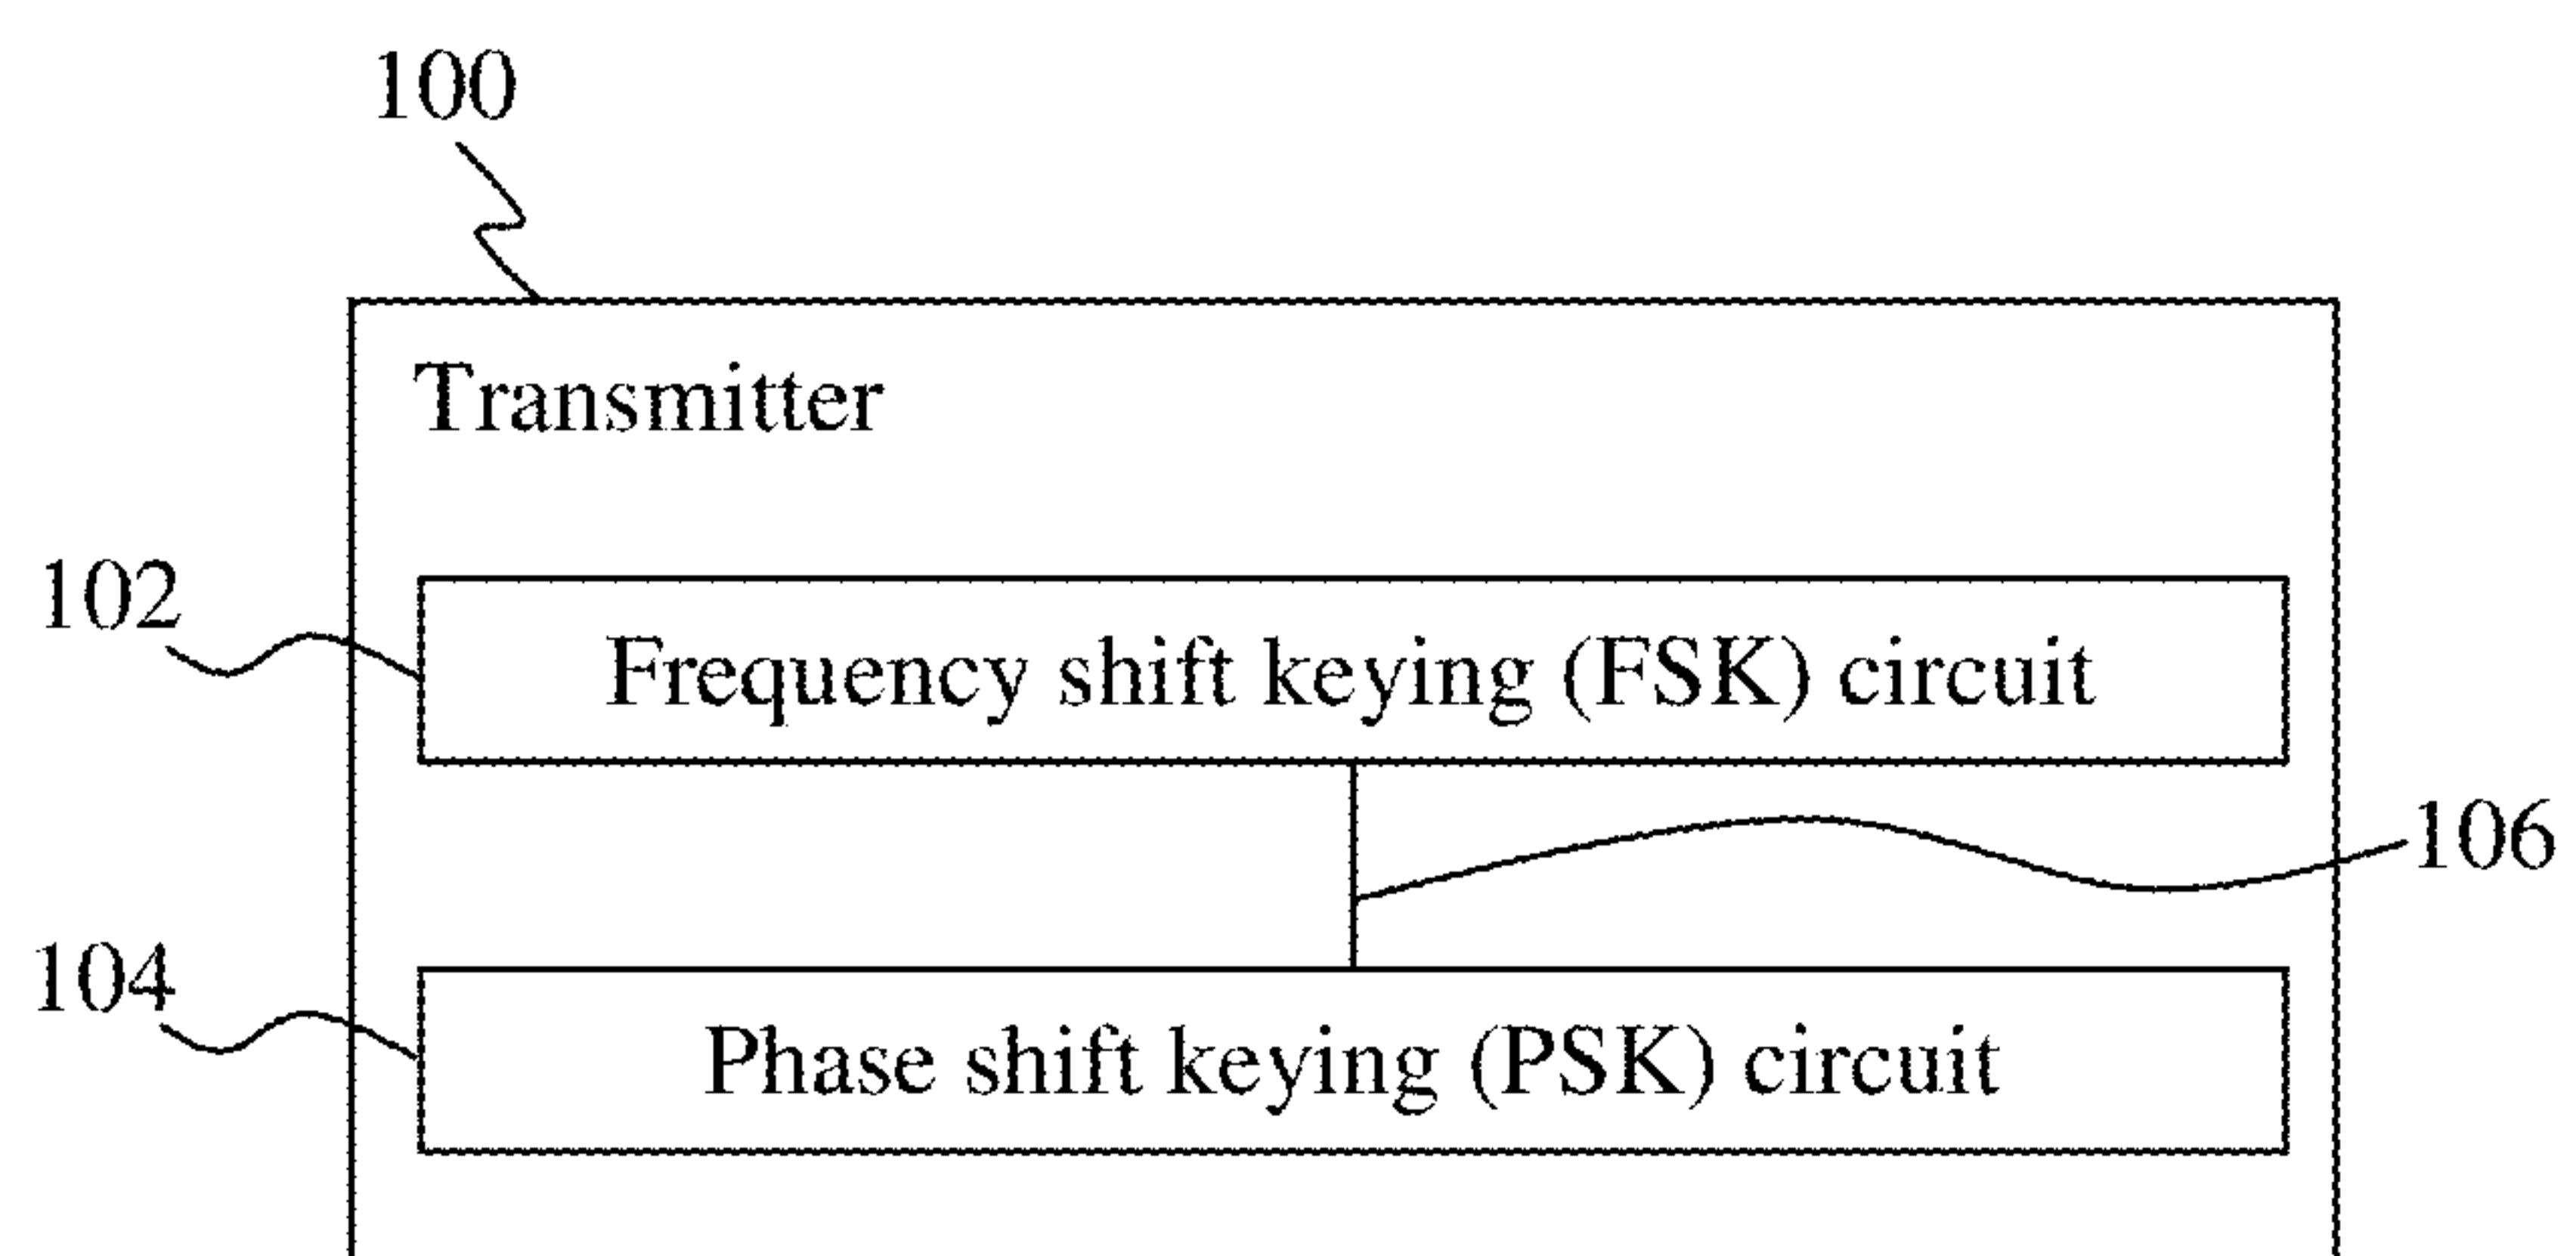 100
Transmitter
102
Frequency shift keying (FSK) circuit
106
104
Phase shift keying (PSK) circuit